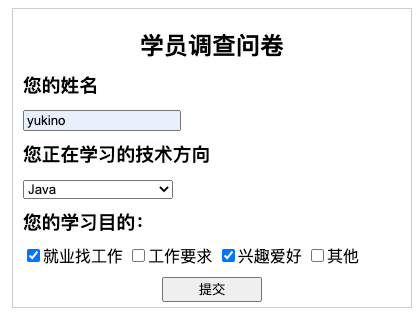 学员调查问卷
您的姓名
yukino
您正在学习的技术方向
Java
您的学习目的：
就业找工作 工作要求 兴趣爱好 其他
提交